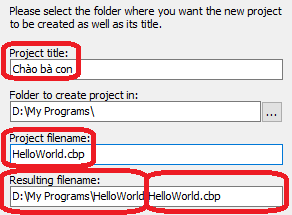 Please select the folder where you want the new project
to be created as well as its title.
Project title:
Chào bà con
Folder to create project in:
D:\My Programs\
...
Project filename:
HelloWorld.cbp
Resulting filename:
D:\My Programs\HelloWorld\HelloWorld.cbp